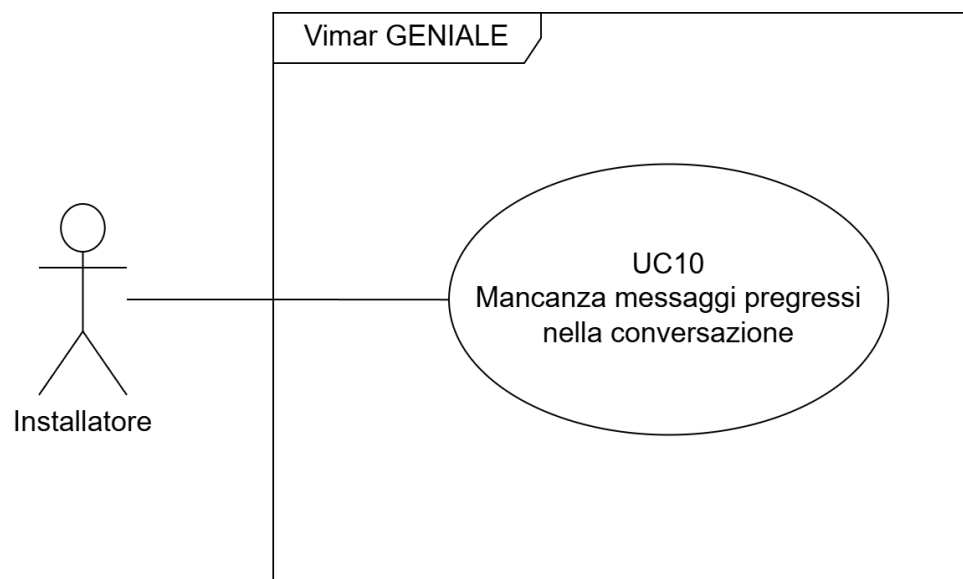 Vimar GENIALE
UC10
Mancanza messaggi pregressi
nella conversazione
Installatore